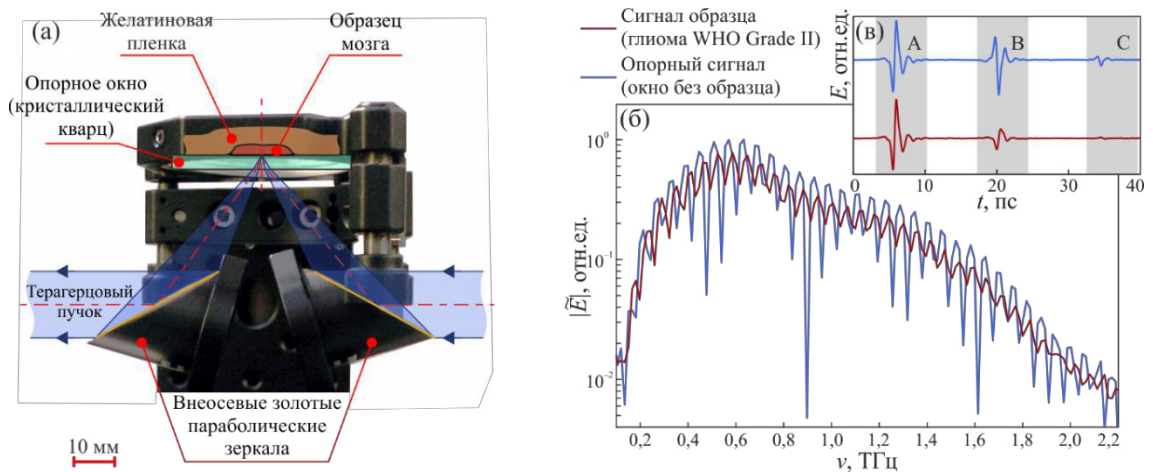 (а)
Желатиновая
пленка
Образец
мозга
Опорное окно
(кристаллический
кварц)
Терагерцовый
пучок
Внеосевые золотые
параболические
зеркала
10 мм
Сигнал образца
(глиома WHO Grade II)
Опорный сигнал
(окно без образца)
(б)
|Ẽ|, отн.ед.
10⁰
10⁻¹
10⁻²
0,2 0,4 0,6 0,8 1,0 1,2 1,4 1,6 1,8 2,0 2,2
ν, ТГц
(в)
E, отн.ед.
A B C
0 10 20 30 40
t, пс